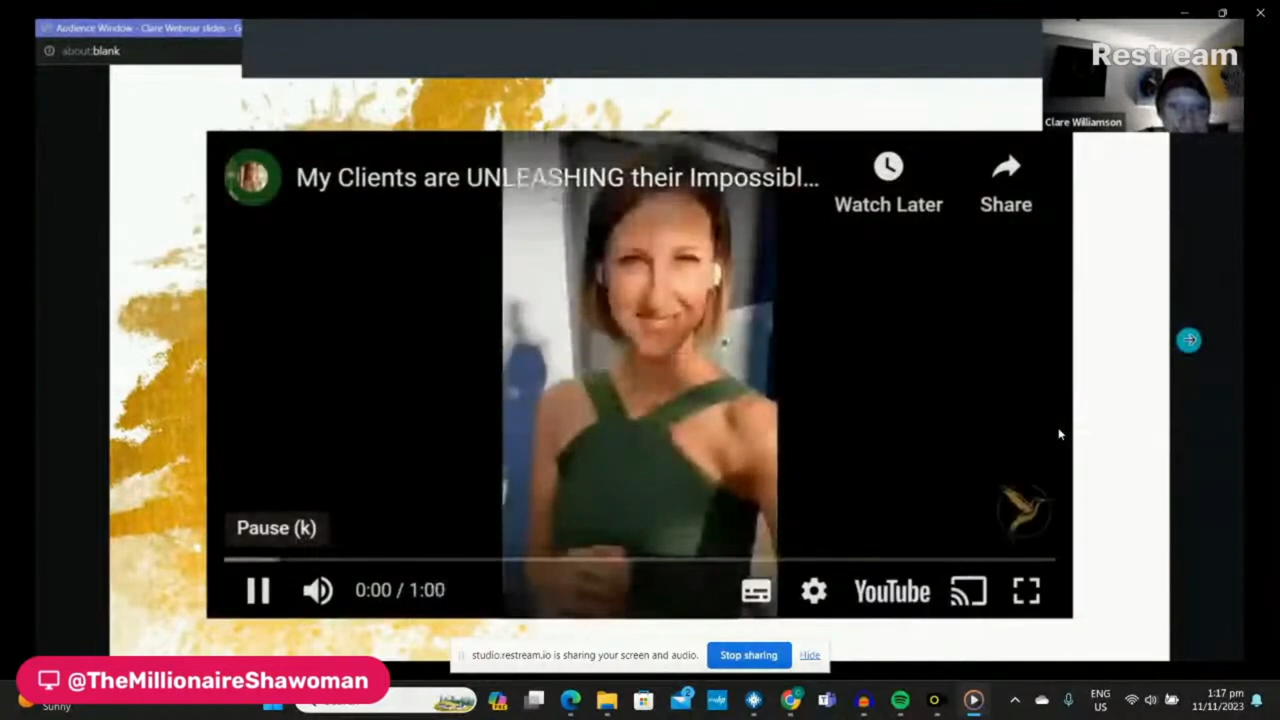 Audience Window - Clare Webinar slides - G
about:blank
Restream
Clare Williamson
My Clients are UNLEASHING their Impossibl...
Watch Later
Share
Pause (k)
0:00 / 1:00
YouTube
studio.restream.io is sharing your screen and audio.
Stop sharing
Hide
@TheMillionaireShawoman
Sunny
ENG
US
1:17 pm
11/11/2023